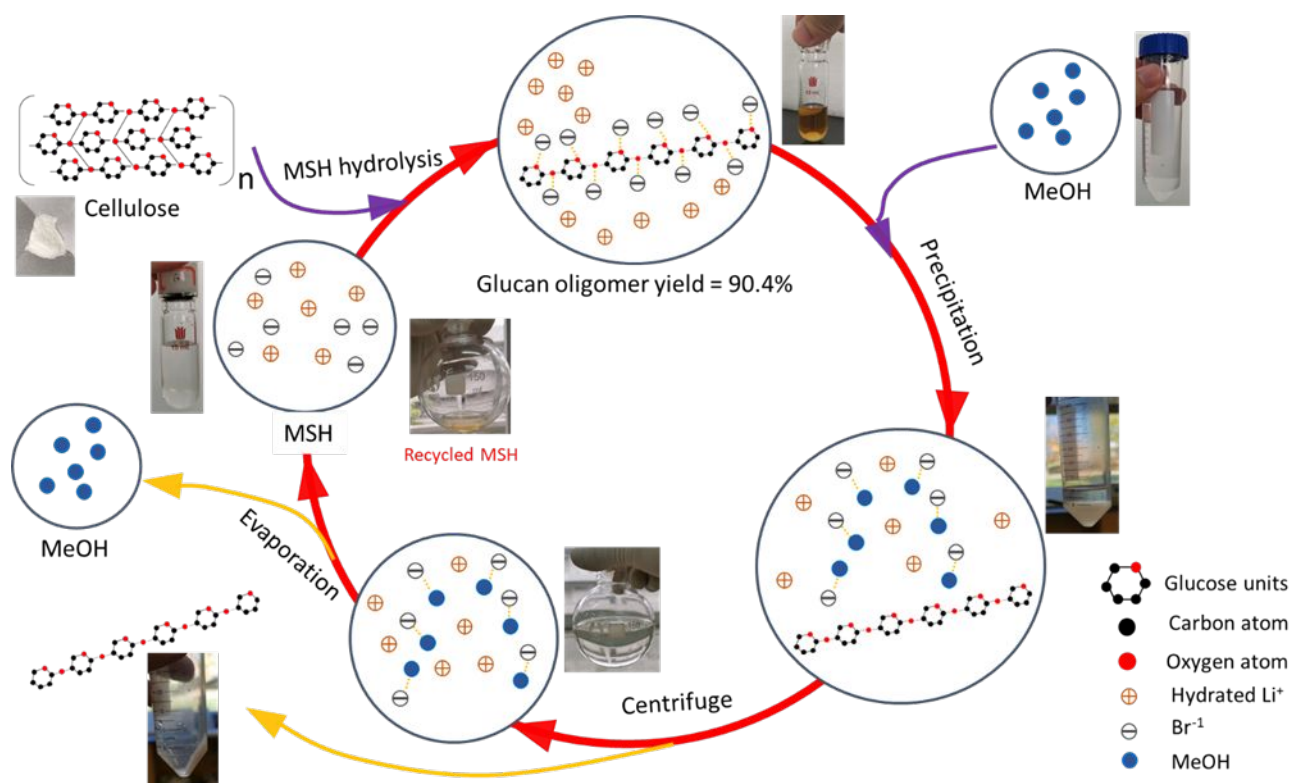 MSH hydrolysis
n
Cellulose
MeOH
Glucan oligomer yield = 90.4%
Precipitation
MSH
Recycled MSH
150
MeOH
Evaporation
Centrifuge
Glucose units
Carbon atom
Oxygen atom
Hydrated Li⁺
Br⁻¹
MeOH